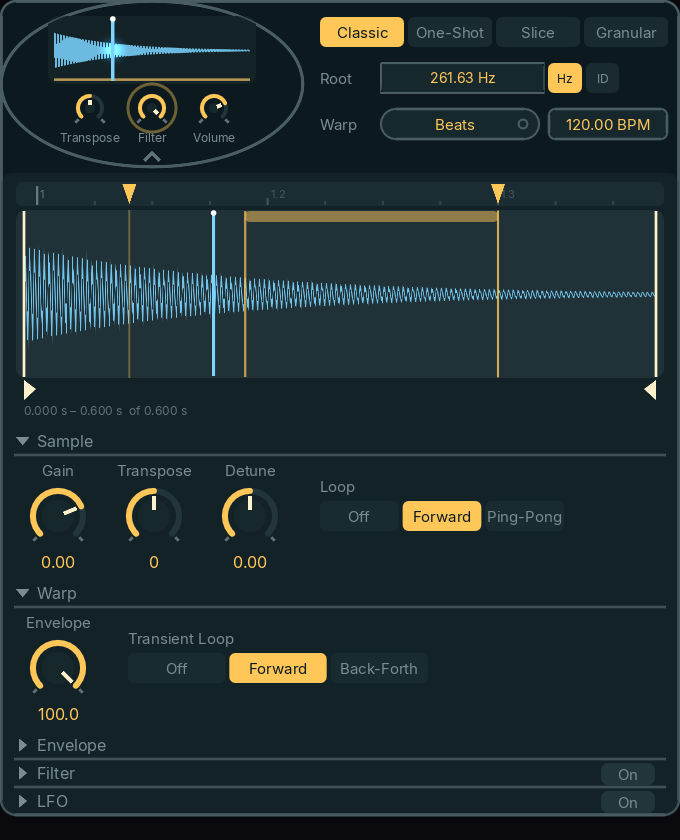 Classic One-Shot Slice Granular
Root 261.63 Hz Hz ID
Transpose Filter Volume
Warp Beats 120.00 BPM
1 1.2 1.3
0.000 s – 0.600 s of 0.600 s
Sample
Gain Transpose Detune
Loop
Off Forward Ping-Pong
0.00 0 0.00
Warp
Envelope
Transient Loop
Off Forward Back-Forth
100.0
Envelope
Filter On
LFO On